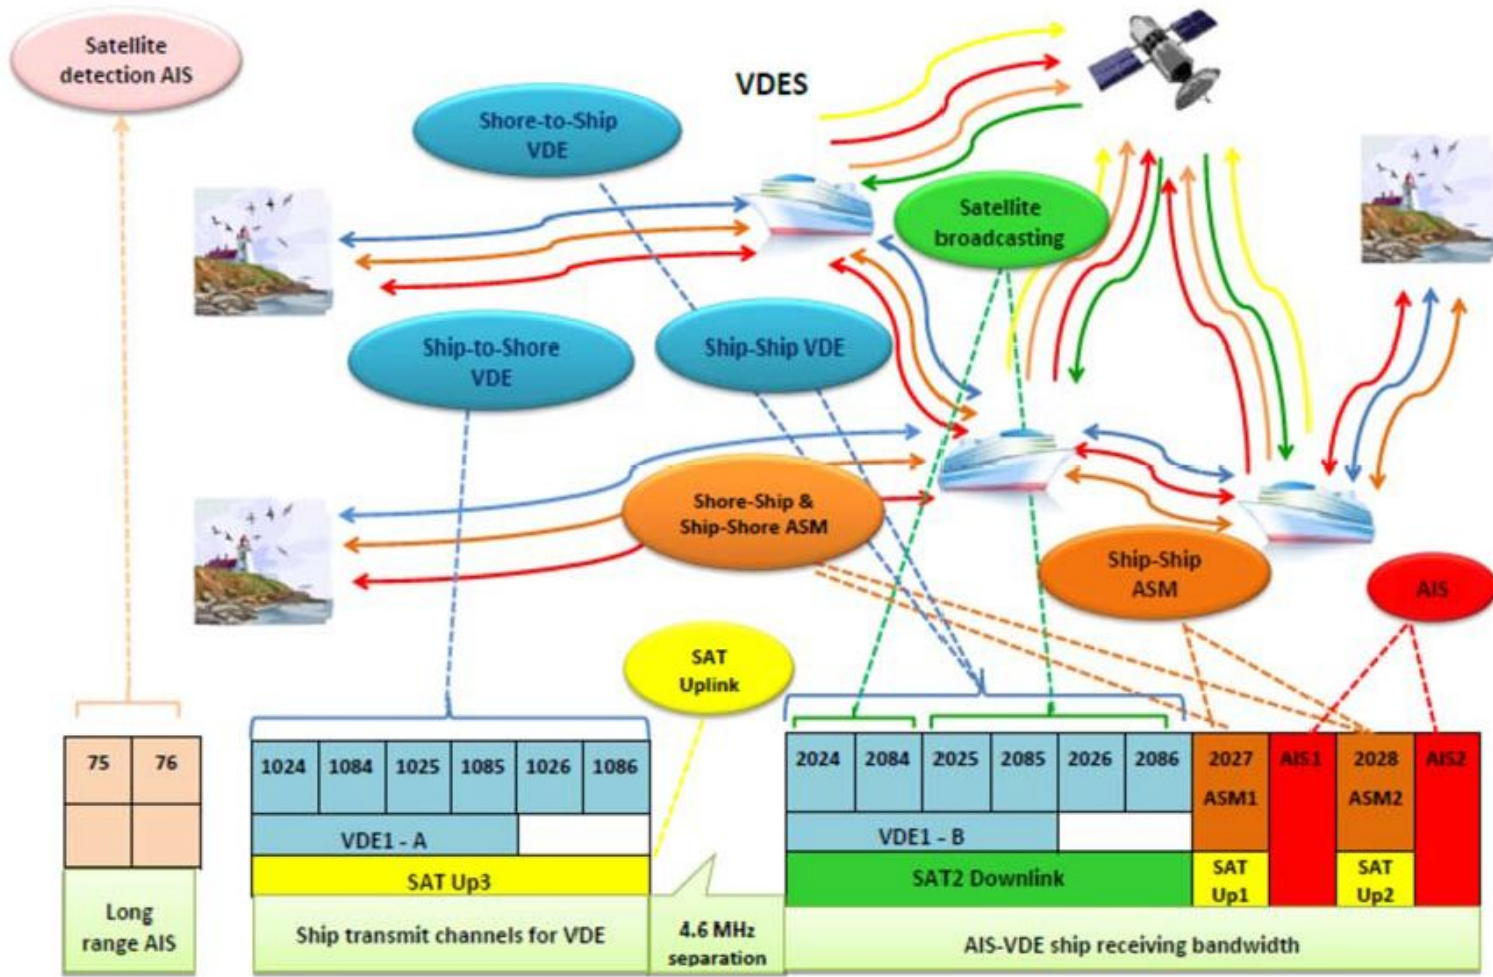 Satellite
detection AIS
VDES
Shore-to-Ship
VDE
Satellite
broadcasting
Ship-to-Shore
VDE
Ship-Ship VDE
Shore-Ship &
Ship-Shore ASM
Ship-Ship
ASM
AIS
SAT
Uplink
75 76
1024 1084 1025 1085 1026 1086
2024 2084 2025 2085 2026 2086 2027 AIS1 2028 AIS2
ASM1 ASM2
VDE1 - A
VDE1 - B
SAT Up3
SAT2 Downlink
SAT
Up1
SAT
Up2
Long
range AIS
Ship transmit channels for VDE
4.6 MHz
separation
AIS-VDE ship receiving bandwidth